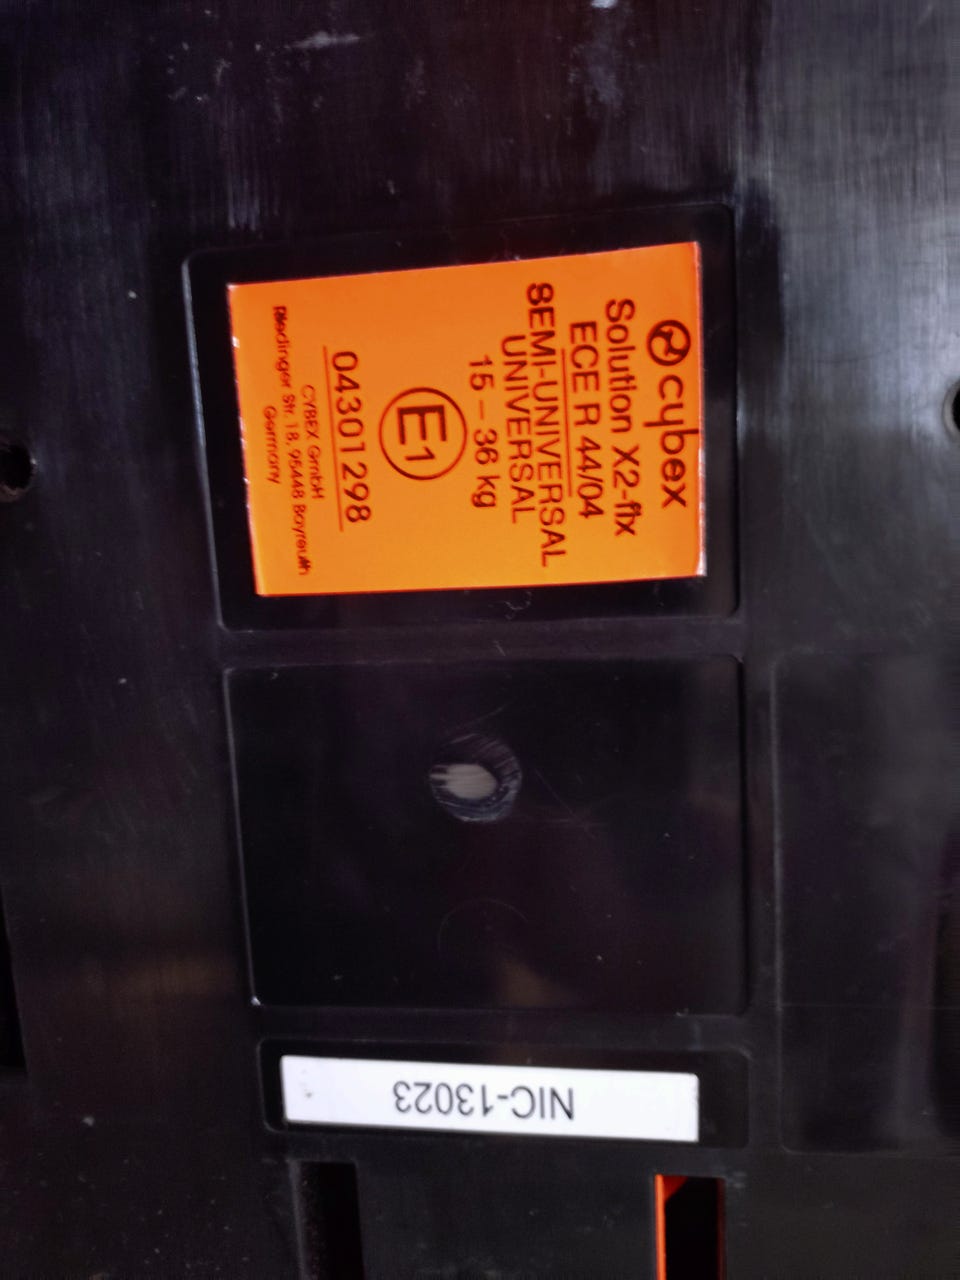 cybex
Solution X2-fix
ECE R 44/04
SEMI-UNIVERSAL
UNIVERSAL
15 – 36 kg
E1
04301298
CYBEX GmbH
Riedinger Str. 18, 95448 Bayreuth
Germany
NIC-13023